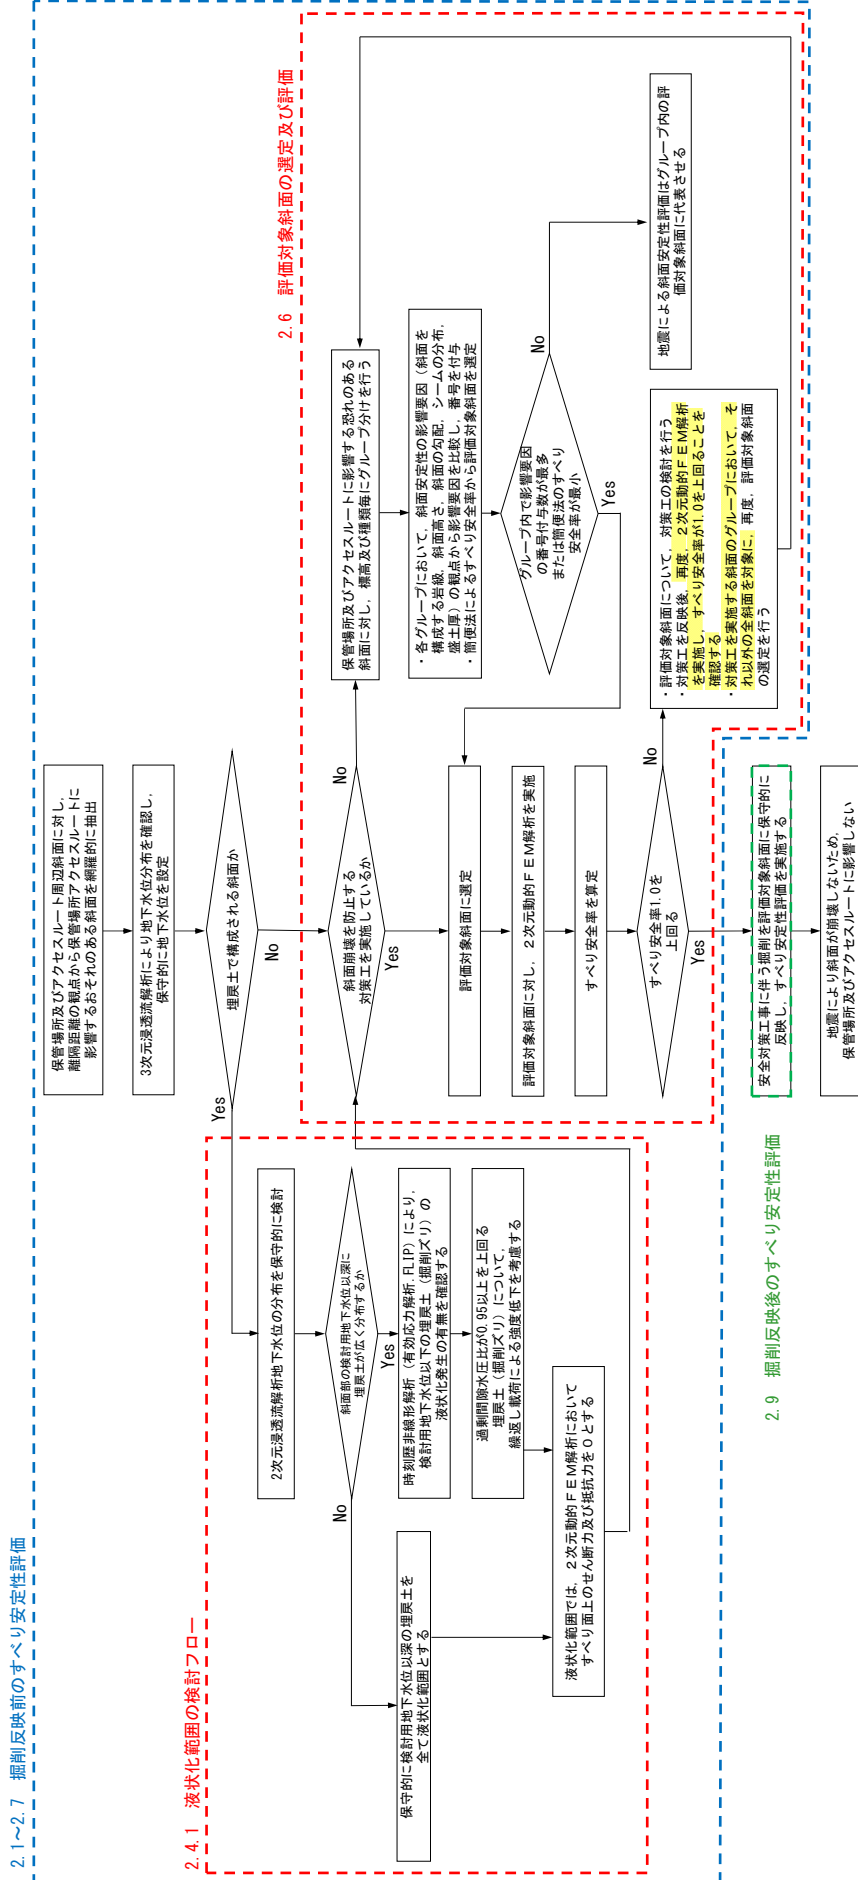 2.1～2.7 掘削反映前のすべり安定性評価
保管場所及びアクセスルート周辺斜面に対し,
離隔距離の観点から保管場所アクセスルートに
影響するおそれのある斜面を網羅的に抽出
3次元浸透流解析により地下水位分布を確認し,
保守的に地下水位を設定
埋戻土で構成される斜面か
Yes
No
2.4.1 液状化範囲の検討フロー
2次元浸透流解析地下水位の分布を保守的に検討
斜面部の検討用地下水位以深に
埋戻土が広く分布するか
No
Yes
時刻歴非線形解析（有効応力解析,FLIP）により,
検討用地下水位以下の埋戻土（掘削ズリ）の
液状化発生の有無を確認する
過剰間隙水圧比が0.95以上を上回る
埋戻土（掘削ズリ）について,
繰返し載荷による強度低下を考慮する
保守的に検討用地下水位以深の埋戻土を
全て液状化範囲とする
液状化範囲では，２次元動的ＦＥＭ解析において
すべり面上のせん断力及び抵抗力を０とする
2.6 評価対象斜面の選定及び評価
斜面崩壊を防止する
対策工を実施しているか
No
Yes
保管場所及びアクセスルートに影響する恐れのある
斜面に対し，標高及び種類毎にグループ分けを行う
・各グループにおいて，斜面安定性の影響要因（斜面を
構成する岩級，斜面高さ，斜面の勾配，シームの分布，
盛土厚）の観点から影響要因を比較し，番号を付与
・簡便法によるすべり安全率から評価対象斜面を選定
グループ内で影響要因
の番号付与数が最多
または簡便法のすべり
安全率が最小
No
Yes
地震による斜面安定性評価はグループ内の評
価対象斜面に代表させる
評価対象斜面に選定
評価対象斜面に対し，２次元動的ＦＥＭ解析を実施
すべり安全率を算定
すべり安全率1.0を
上回る
No
Yes
・評価対象斜面について，対策工の検討を行う
・対策工を反映後，再度，２次元動的ＦＥＭ解析
を実施し，すべり安全率が1.0を上回ることを
確認する
・対策工を実施する斜面のグループにおいて，そ
れ以外の全斜面を対象に，再度，評価対象斜面
の選定を行う
2.9 掘削反映後のすべり安定性評価
安全対策工事に伴う掘削を評価対象斜面に保守的に
反映し，すべり安定性評価を実施する
地震により斜面が崩壊しないため,
保管場所及びアクセスルートに影響しない